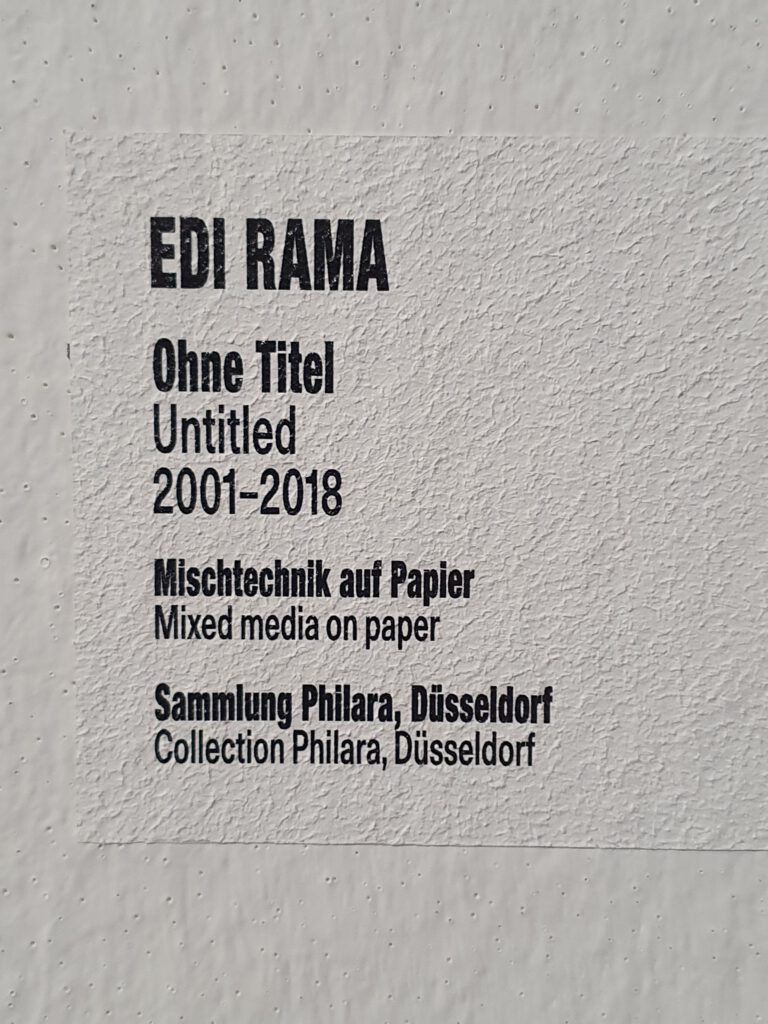 EDI RAMA
Ohne Titel
Untitled
2001–2018
Mischtechnik auf Papier
Mixed media on paper
Sammlung Philara, Düsseldorf
Collection Philara, Düsseldorf